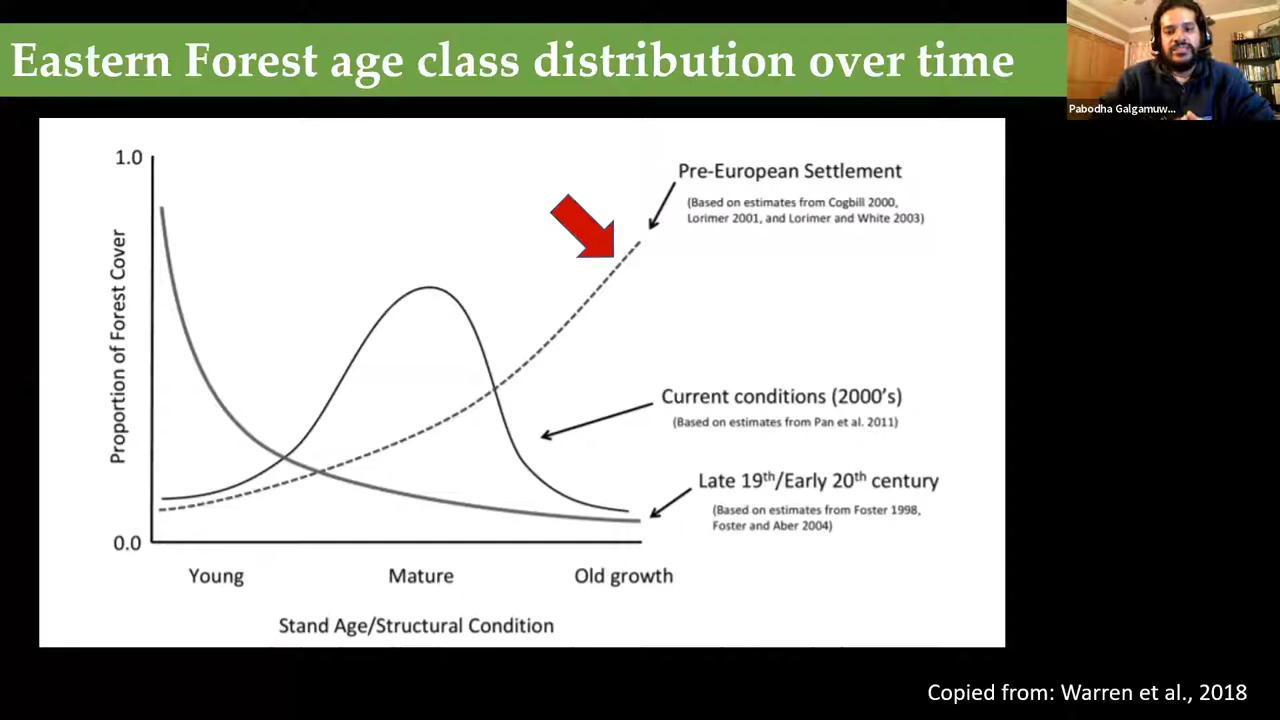 Eastern Forest age class distribution over time
Pabodha Galgamuw...
1.0
Pre-European Settlement
(Based on estimates from Cogbill 2000,
Lorimer 2001, and Lorimer and White 2003)
Proportion of Forest Cover
Current conditions (2000's)
(Based on estimates from Pan et al. 2011)
Late 19th/Early 20th century
(Based on estimates from Foster 1998,
Foster and Aber 2004)
0.0
Young Mature Old growth
Stand Age/Structural Condition
Copied from: Warren et al., 2018